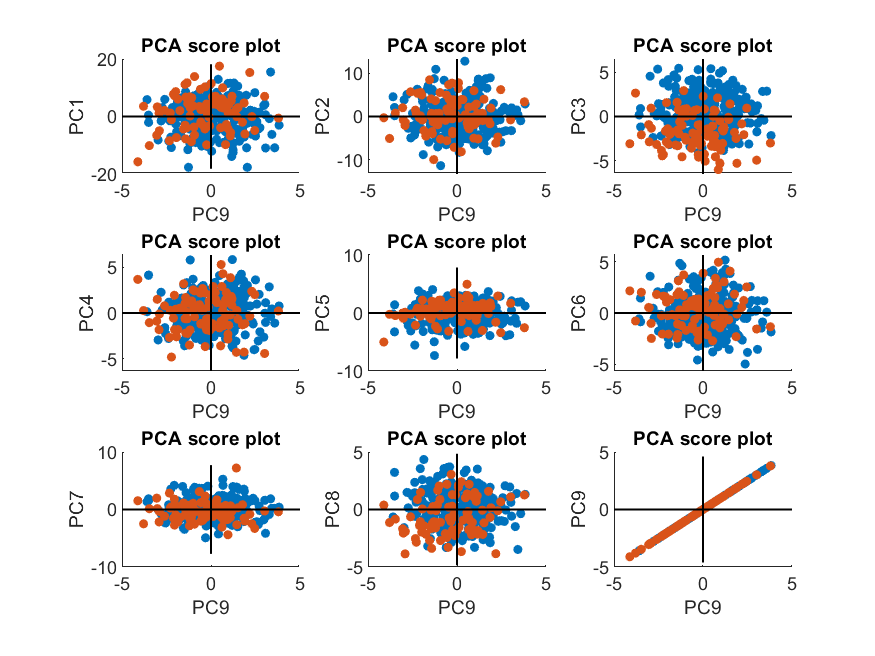 PCA score plot PCA score plot PCA score plot
20 0 -20 PC1 -5 0 5 PC9
10 0 -10 PC2 -5 0 5 PC9
5 0 -5 PC3 -5 0 5 PC9
PCA score plot PCA score plot PCA score plot
5 0 -5 PC4 -5 0 5 PC9
10 0 -10 PC5 -5 0 5 PC9
5 0 -5 PC6 -5 0 5 PC9
PCA score plot PCA score plot PCA score plot
10 0 -10 PC7 -5 0 5 PC9
5 0 -5 PC8 -5 0 5 PC9
5 0 -5 PC9 -5 0 5 PC9